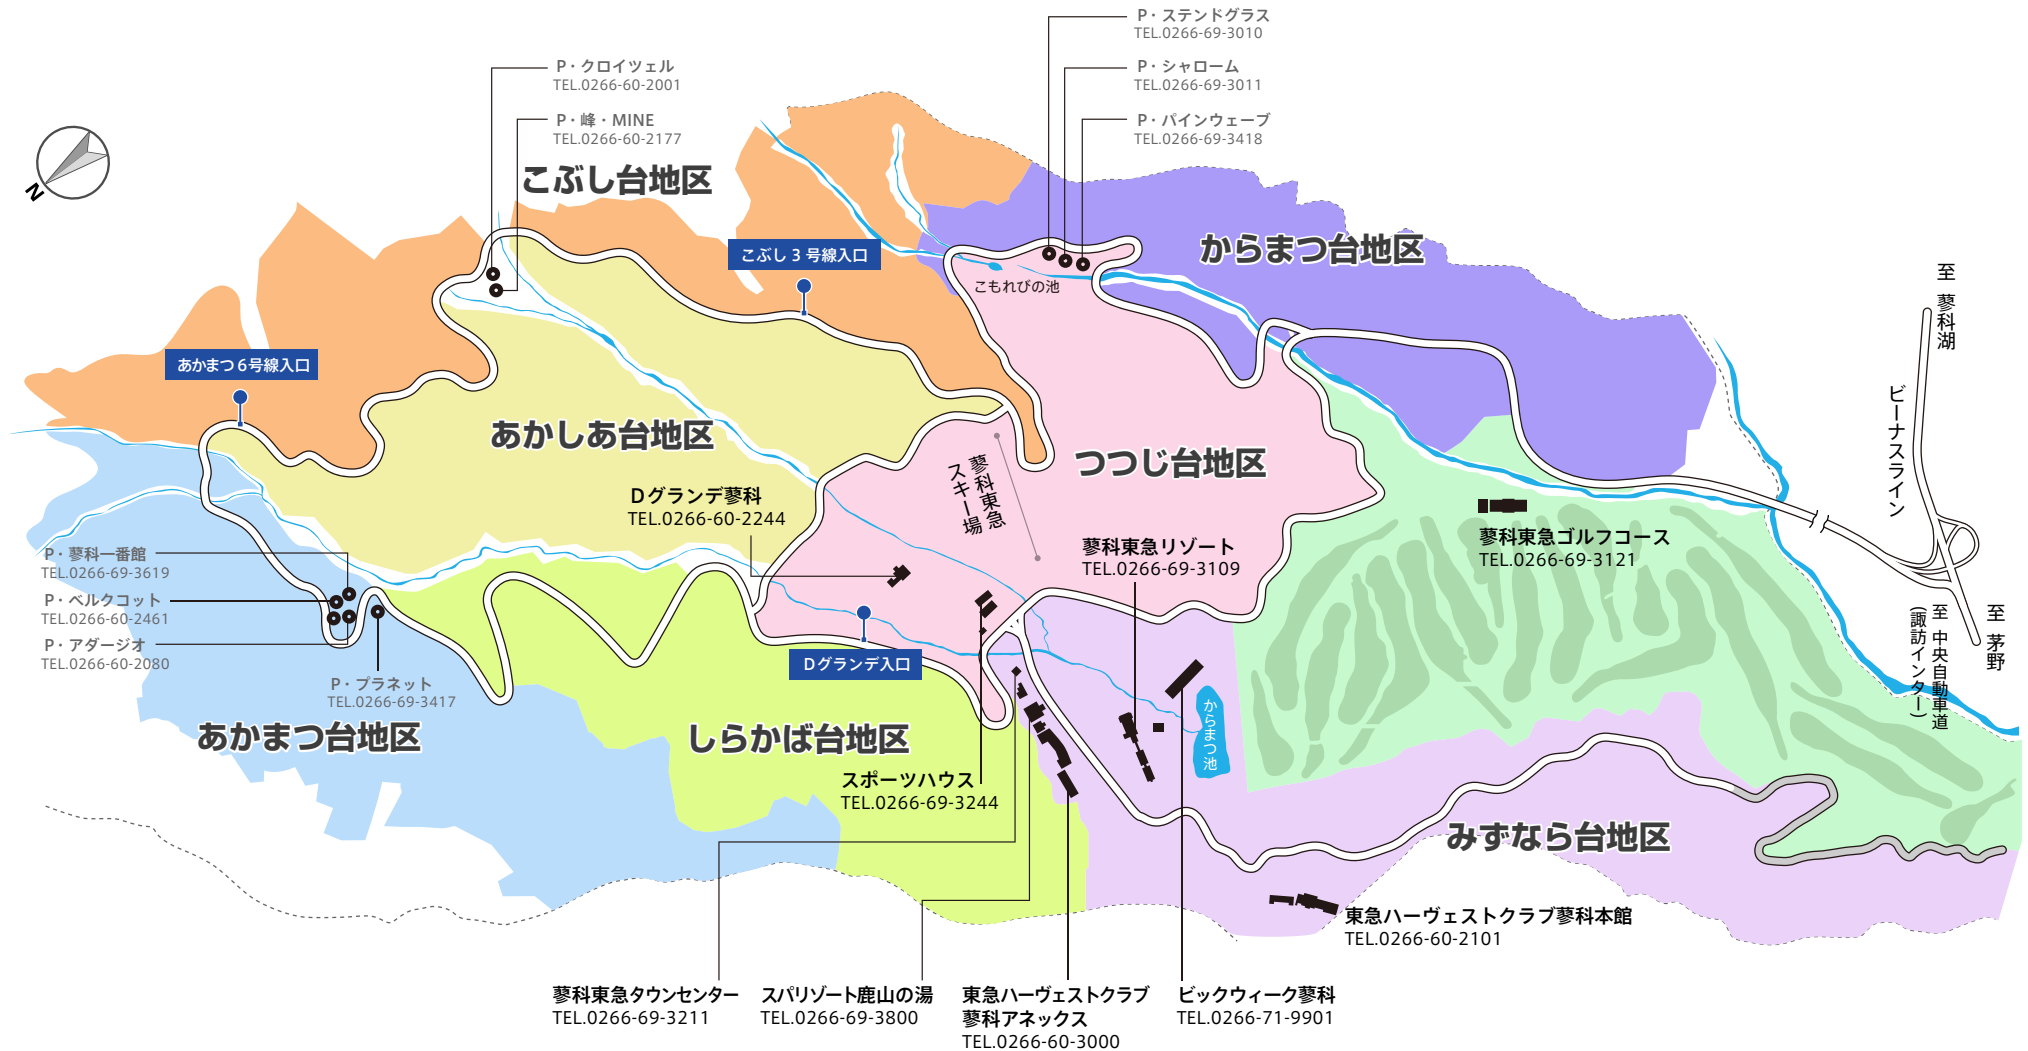 P・ステンドグラス
TEL.0266-69-3010
P・クロイツェル
TEL.0266-60-2001
P・シャローム
TEL.0266-69-3011
P・峰・MINE
TEL.0266-60-2177
P・パインウェーブ
TEL.0266-69-3418
N
こぶし台地区
からまつ台地区
こぶし3号線入口
こもれびの池
至 蓼科湖
あかまつ6号線入口
ビーナスライン
あかしあ台地区
つつじ台地区
蓼科東急
スキー場
Dグランデ蓼科
TEL.0266-60-2244
蓼科東急リゾート
TEL.0266-69-3109
蓼科東急ゴルフコース
TEL.0266-69-3121
P・蓼科一番館
TEL.0266-69-3619
P・ベルクコット
TEL.0266-60-2461
P・アダージオ
TEL.0266-60-2080
P・プラネット
TEL.0266-69-3417
Dグランデ入口
至 茅野
至 中央自動車道
(諏訪インター)
あかまつ台地区
しらかば台地区
からまつ池
スポーツハウス
TEL.0266-69-3244
みずなら台地区
東急ハーヴェストクラブ蓼科本館
TEL.0266-60-2101
蓼科東急タウンセンター
TEL.0266-69-3211
スパリゾート鹿山の湯
TEL.0266-69-3800
東急ハーヴェストクラブ
蓼科アネックス
TEL.0266-60-3000
ビックウィーク蓼科
TEL.0266-71-9901